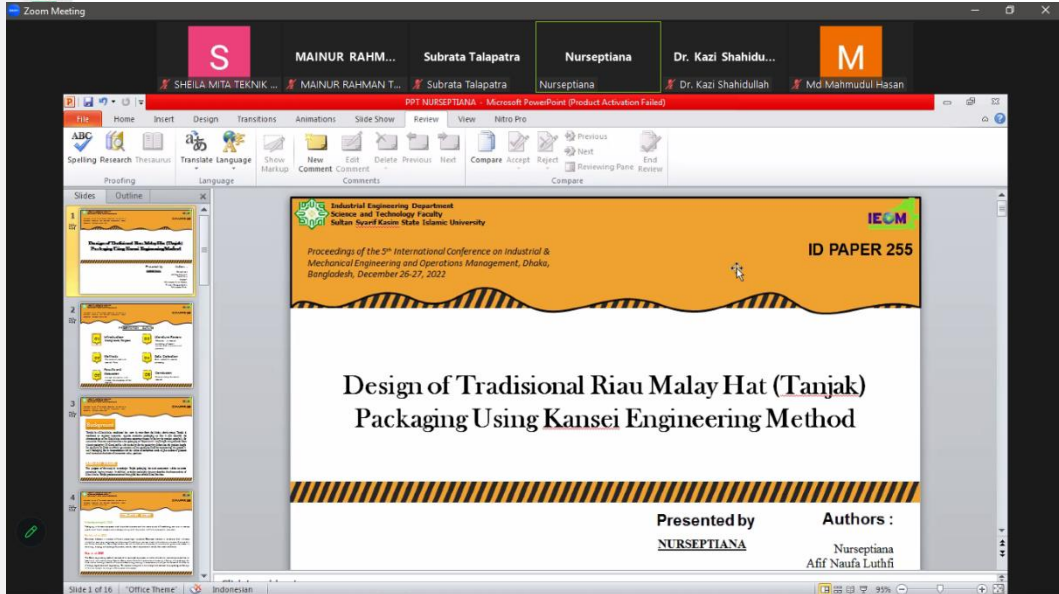 Zoom Meeting
S
MAINUR RAHM...
Subrata Talapatra
Nurseptiana
Dr. Kazi Shahidu...
M
SHEILA MITA TEKNIK ...
MAINUR RAHMAN T...
Subrata Talapatra
Nurseptiana
Dr. Kazi Shahidullah
Md Mahmudul Hasan
PPT NURSEPTIANA - Microsoft PowerPoint (Product Activation Failed)
File Home Insert Design Transitions Animations Slide Show Review View Nitro Pro
ABC
Spelling Research Thesaurus Translate Language Show Markup New Comment Edit Comment Delete Previous Next Compare Accept Reject Previous Next Reviewing Pane End Review
Proofing Language Comments Compare
Slides Outline
1
2
3
Background
4
Industrial Engineering Department
Science and Technology Faculty
Sultan Syarif Kasim State Islamic University
IEOM
Proceedings of the 5th International Conference on Industrial &
Mechanical Engineering and Operations Management, Dhaka,
Bangladesh, December 26-27, 2022
ID PAPER 255
Design of Tradisional Riau Malay Hat (Tanjak)
Packaging Using Kansei Engineering Method
Presented by
NURSEPTIANA
Authors :
Nurseptiana
Afif Naufa Luthfi
Slide 1 of 16 "Office Theme" Indonesian 95%